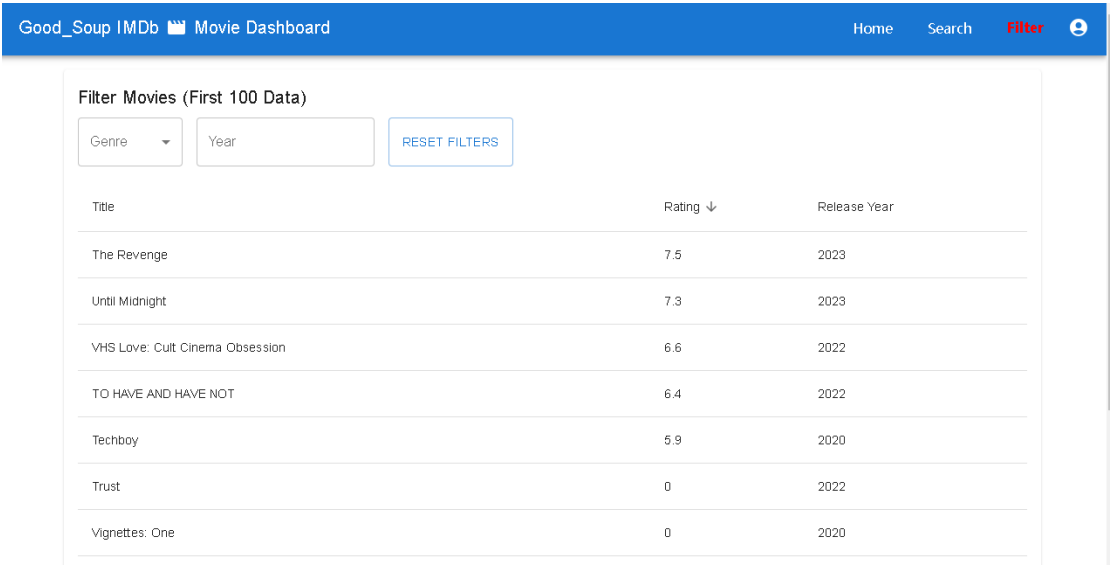 Good_Soup IMDb 🎬 Movie Dashboard Home Search Filter
Filter Movies (First 100 Data)
Genre Year RESET FILTERS
Title Rating ↓ Release Year
The Revenge 7.5 2023
Until Midnight 7.3 2023
VHS Love: Cult Cinema Obsession 6.6 2022
TO HAVE AND HAVE NOT 6.4 2022
Techboy 5.9 2020
Trust 0 2022
Vignettes: One 0 2020